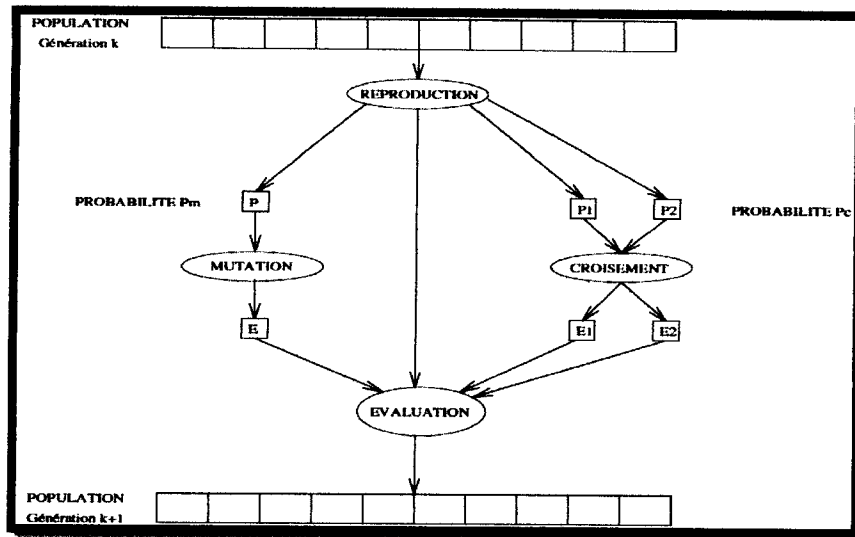 POPULATION
Génération k
REPRODUCTION
PROBABILITE Pm
P
P1
P2
PROBABILITE Pc
MUTATION
CROISEMENT
E
E1
E2
EVALUATION
POPULATION
Génération k+1